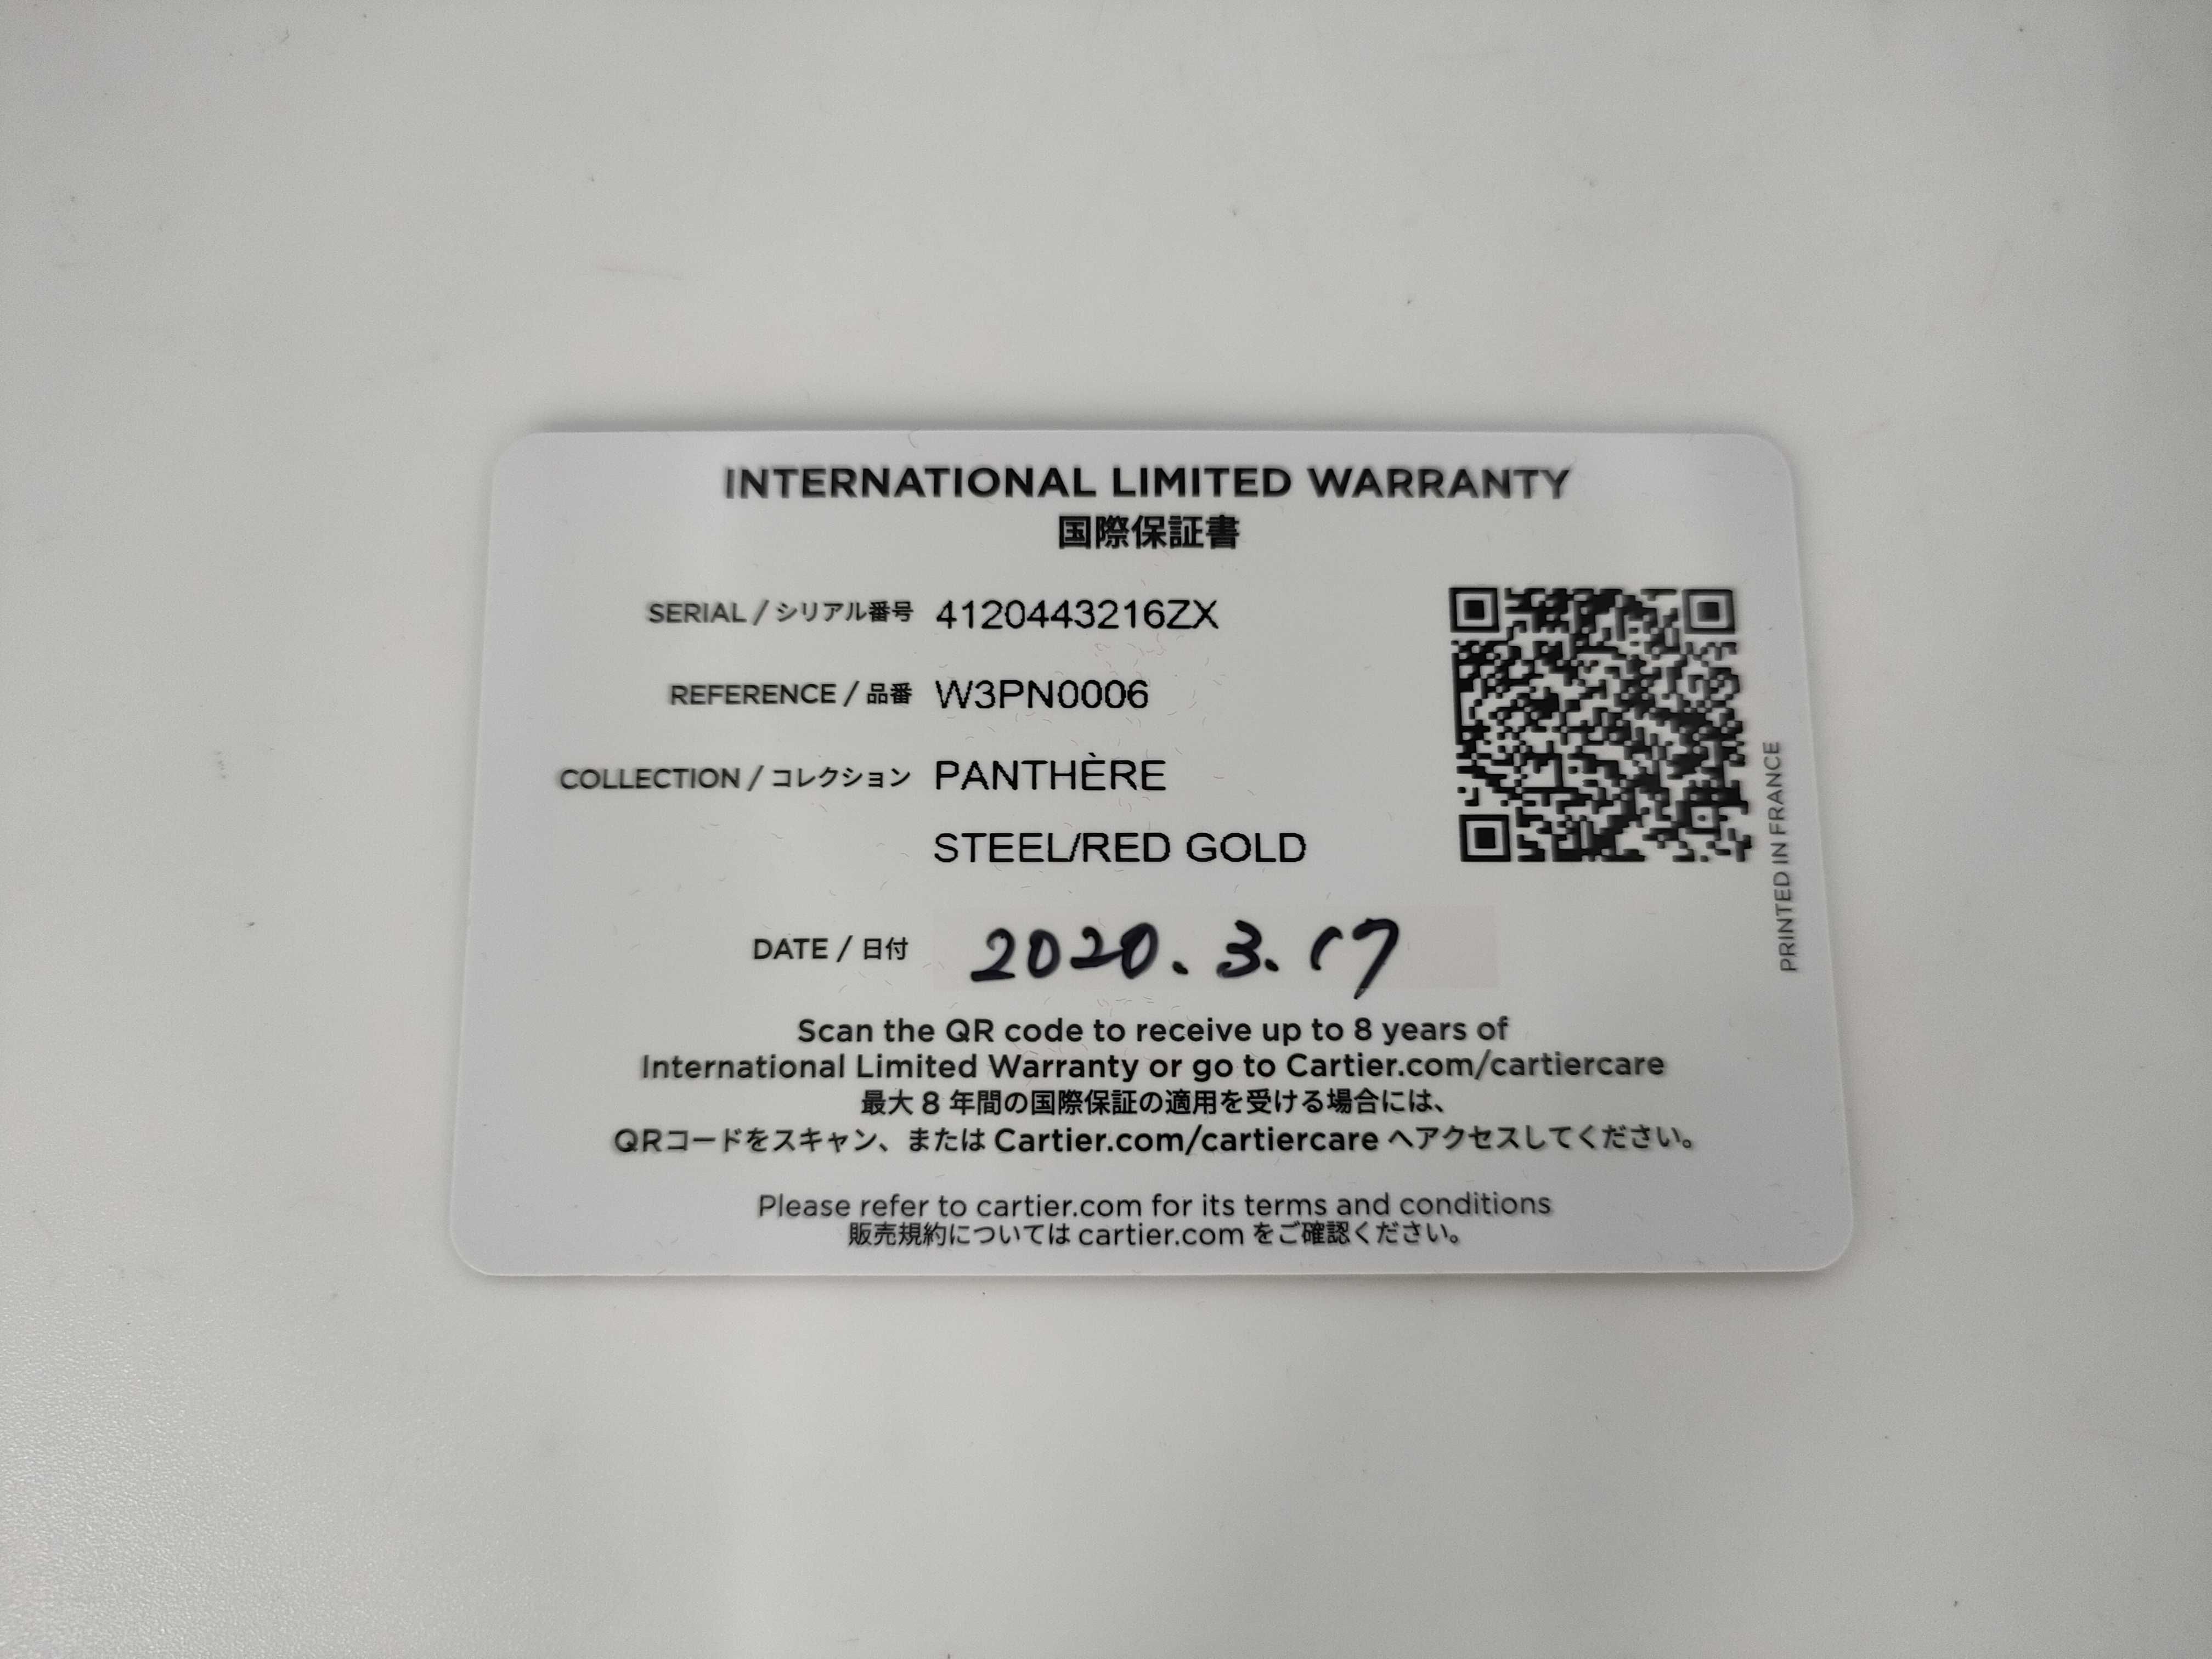 INTERNATIONAL LIMITED WARRANTY
国際保証書
SERIAL / シリアル番号 4120443216ZX
REFERENCE / 品番 W3PN0006
COLLECTION / コレクション PANTHÈRE
STEEL/RED GOLD
DATE / 日付 2020.3.17
PRINTED IN FRANCE
Scan the QR code to receive up to 8 years of
International Limited Warranty or go to Cartier.com/cartiercare
最大 8 年間の国際保証の適用を受ける場合には、
QRコードをスキャン、または Cartier.com/cartiercare へアクセスしてください。
Please refer to cartier.com for its terms and conditions
販売規約については cartier.com をご確認ください。